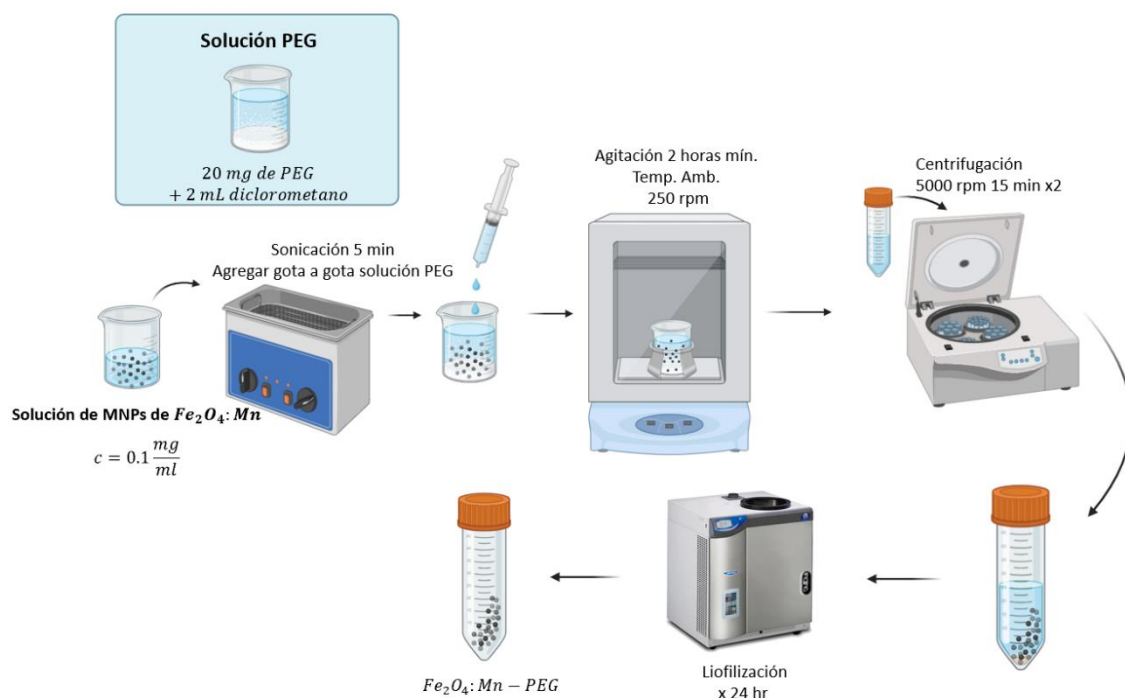 Solución PEG
20 mg de PEG
+ 2 mL diclorometano
Sonicación 5 min
Agregar gota a gota solución PEG
Agitación 2 horas mín.
Temp. Amb.
250 rpm
Centrifugación
5000 rpm 15 min x2
Solución de MNPs de Fe₂O₄: Mn
c = 0.1 mg/ml
Liofilización
x 24 hr
Fe₂O₄: Mn − PEG